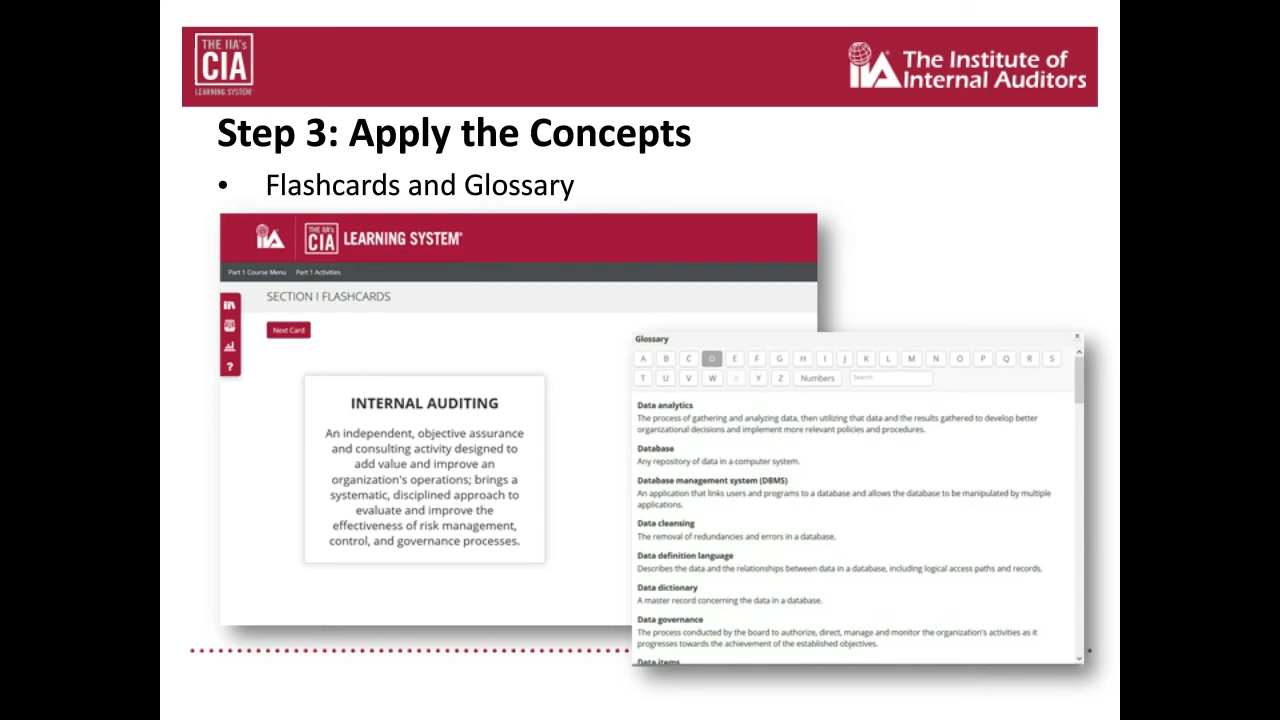 THE IIA's
CIA
LEARNING SYSTEM®
IIA
The Institute of
Internal Auditors
Step 3: Apply the Concepts
• Flashcards and Glossary
IIA
THE IIA's
CIA
LEARNING SYSTEM®
Part 1 Course Menu Part 1 Activities
SECTION I FLASHCARDS
Next Card
?
INTERNAL AUDITING
An independent, objective assurance
and consulting activity designed to
add value and improve an
organization's operations; brings a
systematic, disciplined approach to
evaluate and improve the
effectiveness of risk management,
control, and governance processes.
Glossary
x
A B C D E F G H I J K L M N O P Q R S
T U V W X Y Z Numbers Search
Data analytics
The process of gathering and analyzing data, then utilizing that data and the results gathered to develop better
organizational decisions and implement more relevant policies and procedures.
Database
Any repository of data in a computer system.
Database management system (DBMS)
An application that links users and programs to a database and allows the database to be manipulated by multiple
applications.
Data cleansing
The removal of redundancies and errors in a database.
Data definition language
Describes the data and the relationships between data in a database, including logical access paths and records.
Data dictionary
A master record concerning the data in a database.
Data governance
The process conducted by the board to authorize, direct, manage and monitor the organization's activities as it
progresses towards the achievement of the established objectives.
Data items